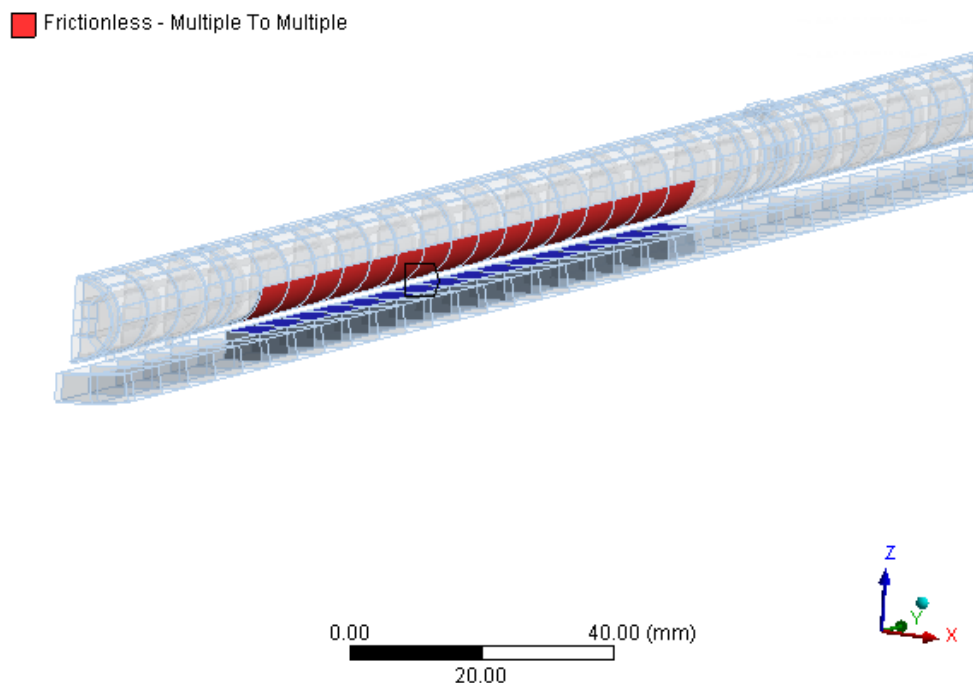 Frictionless - Multiple To Multiple
Z
Y
X
0.00 40.00 (mm)
20.00